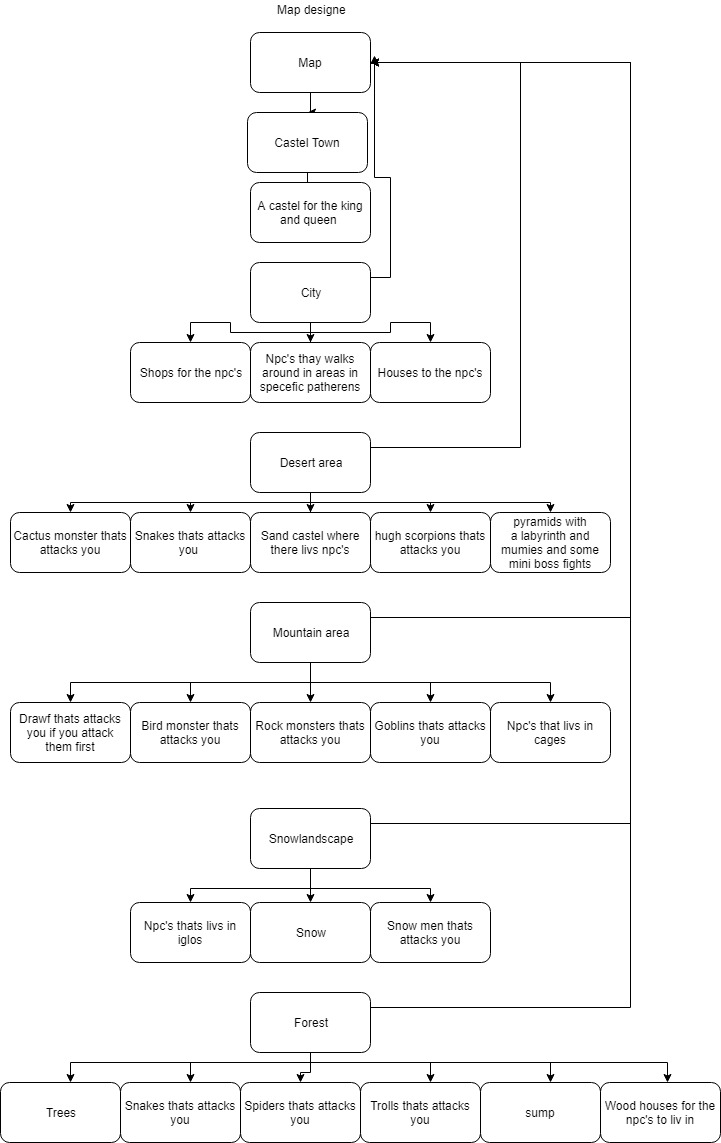 Map designe
Map
Castel Town
A castel for the king
and queen
City
Shops for the npc's
Npc's thay walks
around in areas in
specefic patherens
Houses to the npc's
Desert area
Cactus monster thats
attacks you
Snakes thats attacks
you
Sand castel where
there livs npc's
hugh scorpions thats
attacks you
pyramids with
a labyrinth and
mumies and some
mini boss fights
Mountain area
Drawf thats attacks
you if you attack
them first
Bird monster thats
attacks you
Rock monsters thats
attacks you
Goblins thats attacks
you
Npc's that livs in
cages
Snowlandscape
Npc's thats livs in
iglos
Snow
Snow men thats
attacks you
Forest
Trees
Snakes thats attacks
you
Spiders thats attacks
you
Trolls thats attacks
you
sump
Wood houses for the
npc's to liv in